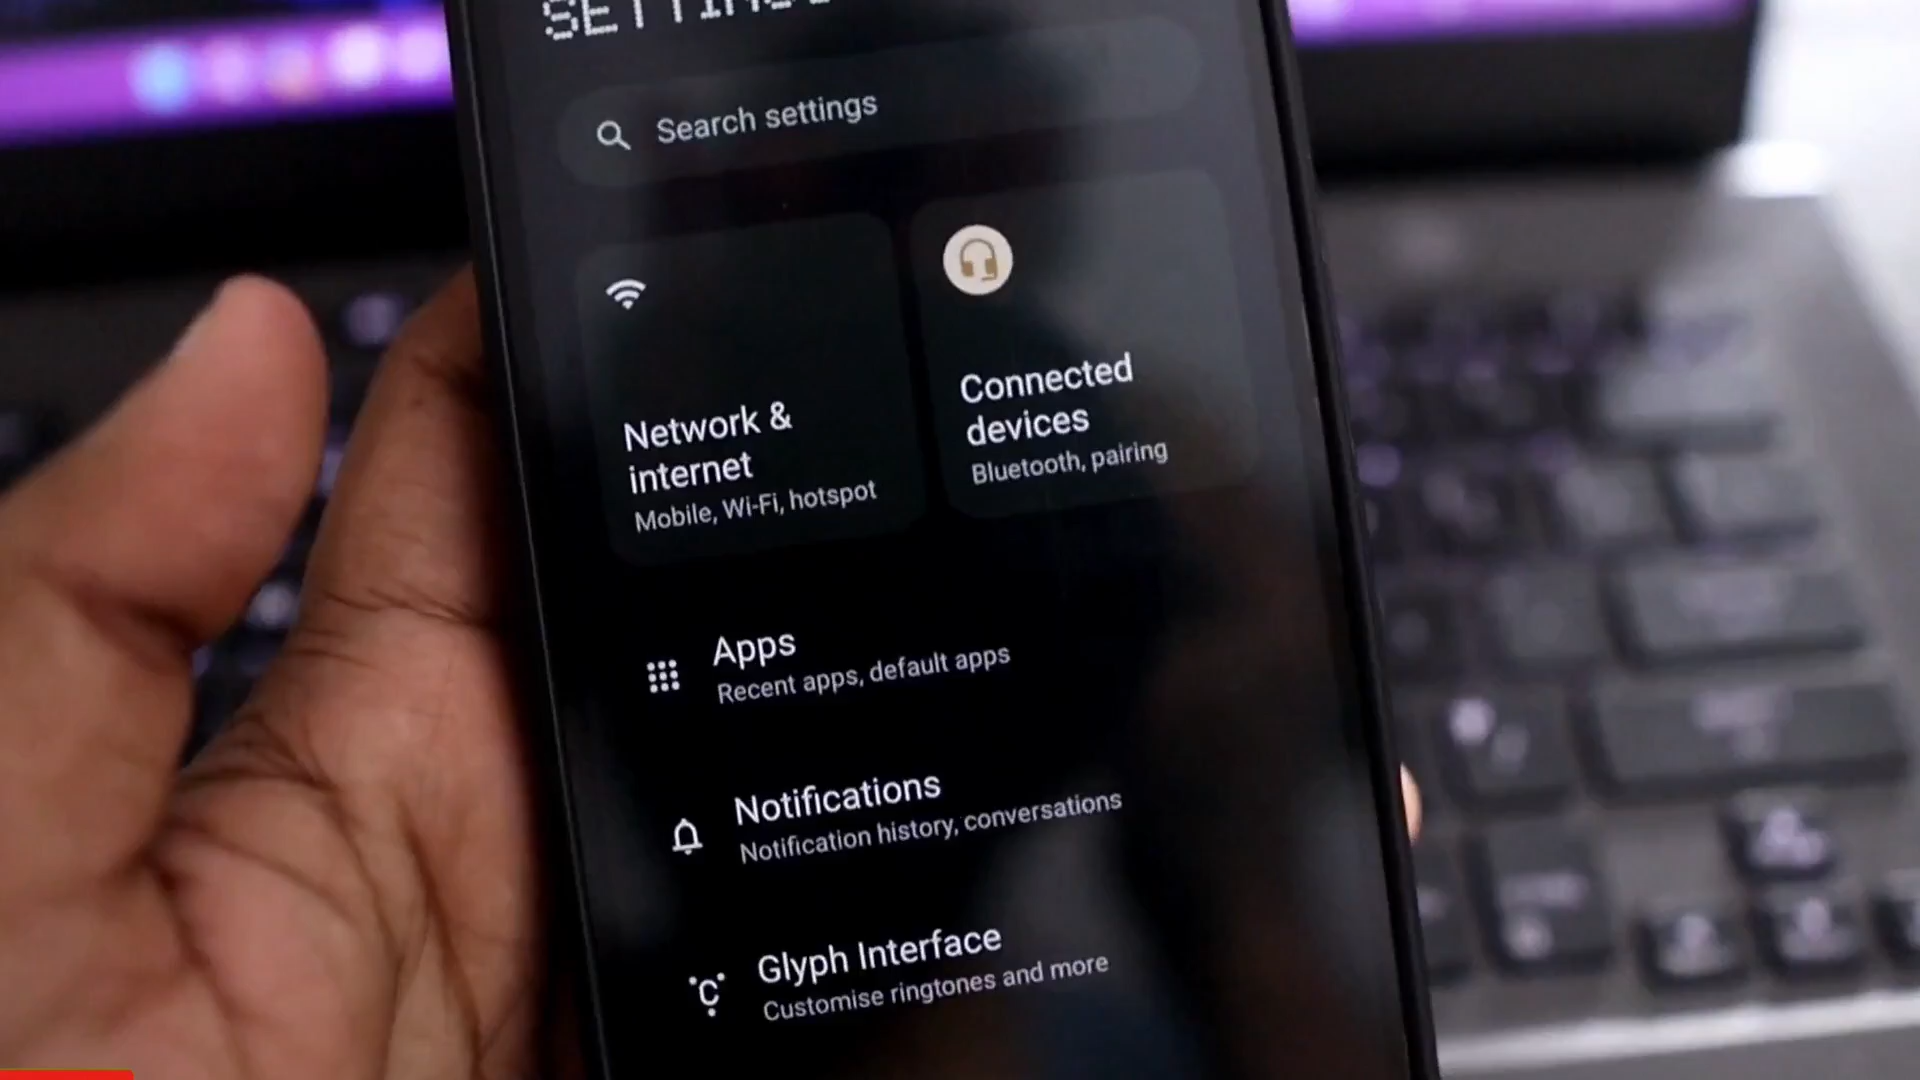 SETTINGS
Search settings
Network &
internet
Mobile, Wi-Fi, hotspot
Connected
devices
Bluetooth, pairing
Apps
Recent apps, default apps
Notifications
Notification history, conversations
Glyph Interface
Customise ringtones and more